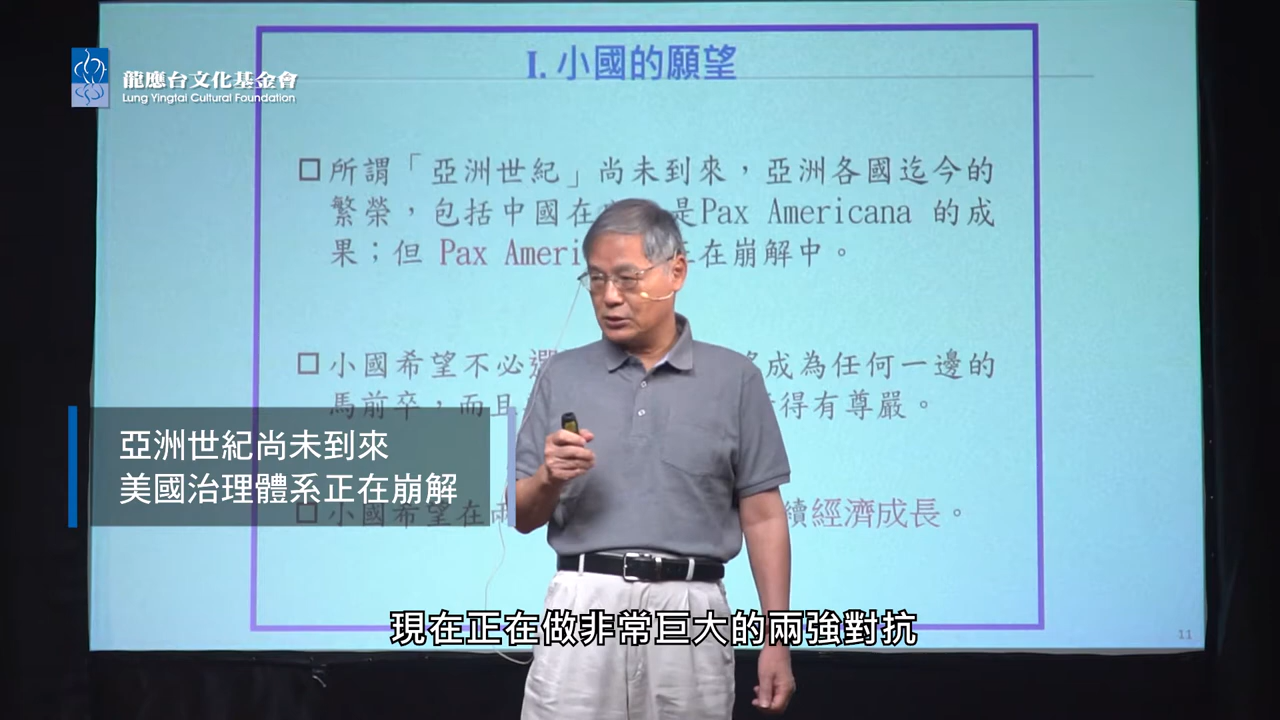 龍應台文化基金會
Lung Yingtai Cultural Foundation
I. 小國的願望
所謂「亞洲世紀」尚未到來，亞洲各國迄今的
繁榮，包括中國在 是Pax Americana 的成
果；但 Pax Ameri 正在崩解中。
小國希望不必選 成為任何一邊的
馬前卒，而且 得有尊嚴。
小國希望在兩 續經濟成長。
亞洲世紀尚未到來
美國治理體系正在崩解
現在正在做非常巨大的兩強對抗
11